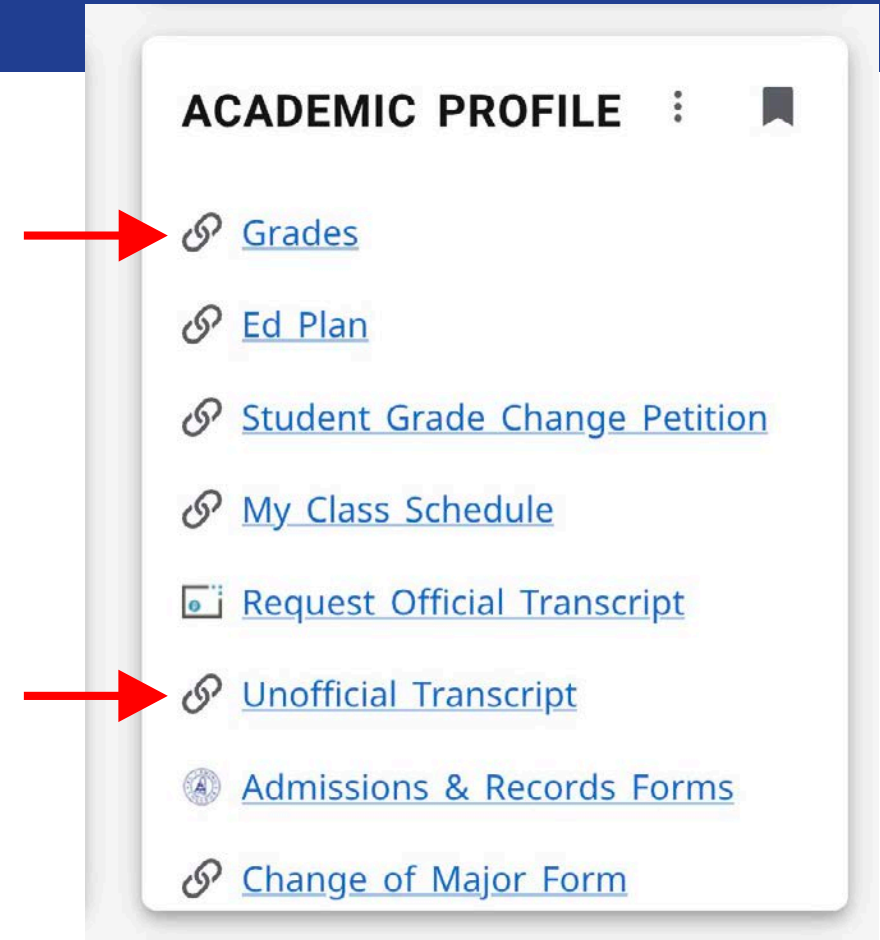 ACADEMIC PROFILE
Grades
Ed Plan
Student Grade Change Petition
My Class Schedule
Request Official Transcript
Unofficial Transcript
Admissions & Records Forms
Change of Major Form